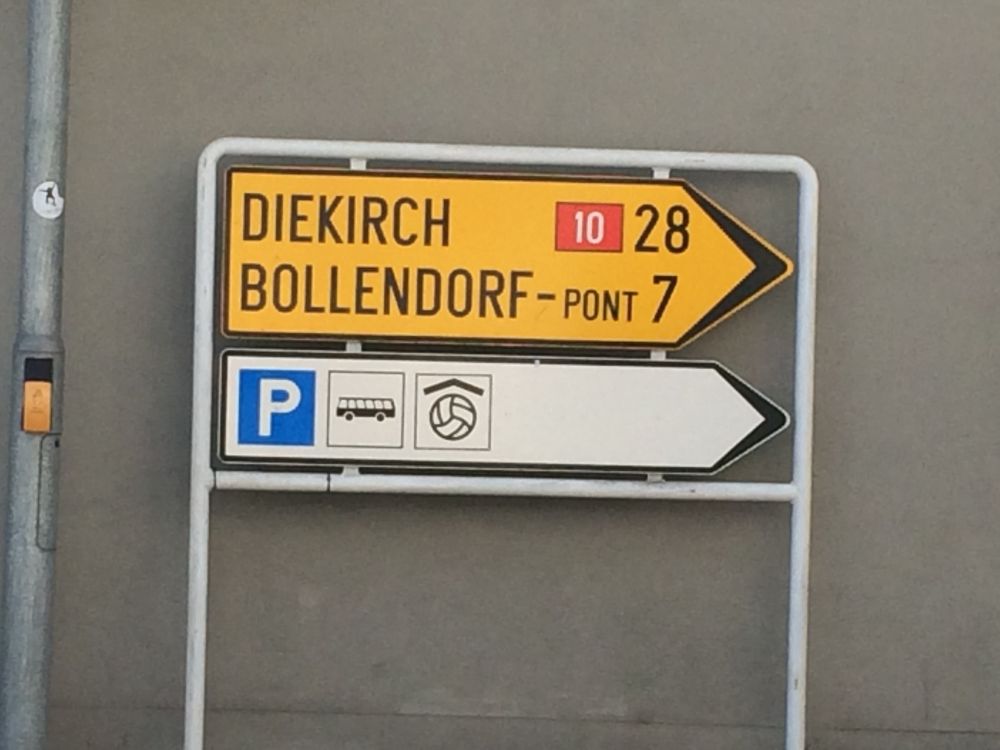 DIEKIRCH 10 28
BOLLENDORF-PONT 7
P